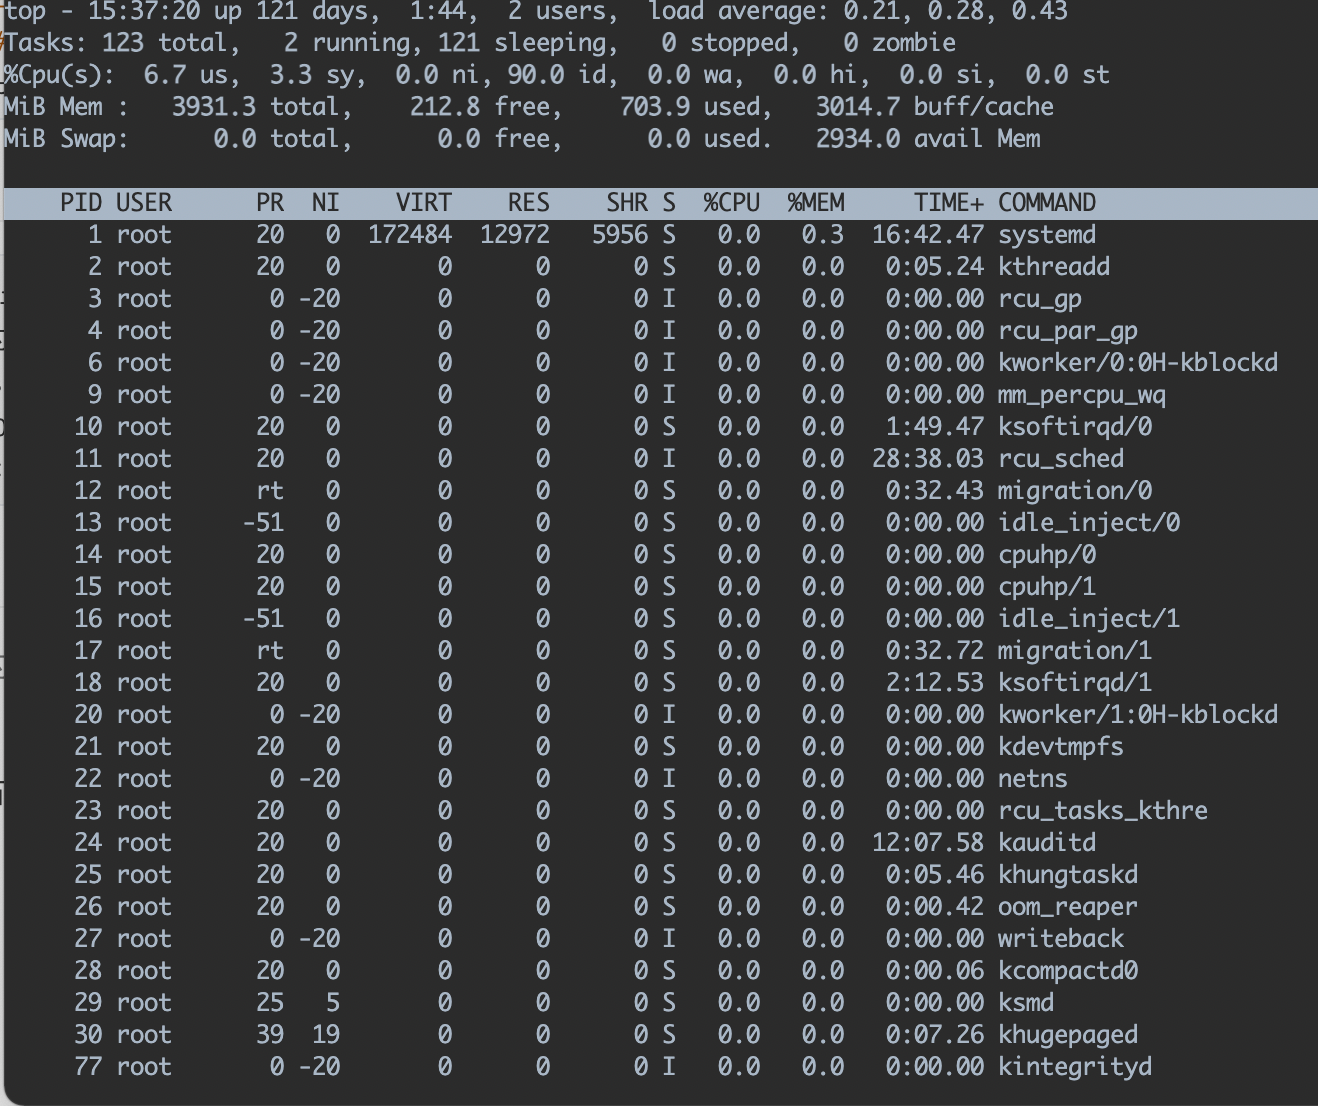 top - 15:37:20 up 121 days,  1:44,  2 users,  load average: 0.21, 0.28, 0.43
Tasks: 123 total,   2 running, 121 sleeping,   0 stopped,   0 zombie
%Cpu(s):  6.7 us,  3.3 sy,  0.0 ni, 90.0 id,  0.0 wa,  0.0 hi,  0.0 si,  0.0 st
MiB Mem :   3931.3 total,    212.8 free,    703.9 used,   3014.7 buff/cache
MiB Swap:      0.0 total,      0.0 free,      0.0 used.   2934.0 avail Mem
PID USER      PR  NI    VIRT    RES    SHR S  %CPU  %MEM     TIME+ COMMAND
1 root      20   0  172484  12972   5956 S   0.0   0.3  16:42.47 systemd
2 root      20   0       0      0      0 S   0.0   0.0   0:05.24 kthreadd
3 root       0 -20       0      0      0 I   0.0   0.0   0:00.00 rcu_gp
4 root       0 -20       0      0      0 I   0.0   0.0   0:00.00 rcu_par_gp
6 root       0 -20       0      0      0 I   0.0   0.0   0:00.00 kworker/0:0H-kblockd
9 root       0 -20       0      0      0 I   0.0   0.0   0:00.00 mm_percpu_wq
10 root      20   0       0      0      0 S   0.0   0.0   1:49.47 ksoftirqd/0
11 root      20   0       0      0      0 I   0.0   0.0  28:38.03 rcu_sched
12 root      rt   0       0      0      0 S   0.0   0.0   0:32.43 migration/0
13 root     -51   0       0      0      0 S   0.0   0.0   0:00.00 idle_inject/0
14 root      20   0       0      0      0 S   0.0   0.0   0:00.00 cpuhp/0
15 root      20   0       0      0      0 S   0.0   0.0   0:00.00 cpuhp/1
16 root     -51   0       0      0      0 S   0.0   0.0   0:00.00 idle_inject/1
17 root      rt   0       0      0      0 S   0.0   0.0   0:32.72 migration/1
18 root      20   0       0      0      0 S   0.0   0.0   2:12.53 ksoftirqd/1
20 root       0 -20       0      0      0 I   0.0   0.0   0:00.00 kworker/1:0H-kblockd
21 root      20   0       0      0      0 S   0.0   0.0   0:00.00 kdevtmpfs
22 root       0 -20       0      0      0 I   0.0   0.0   0:00.00 netns
23 root      20   0       0      0      0 S   0.0   0.0   0:00.00 rcu_tasks_kthre
24 root      20   0       0      0      0 S   0.0   0.0  12:07.58 kauditd
25 root      20   0       0      0      0 S   0.0   0.0   0:05.46 khungtaskd
26 root      20   0       0      0      0 S   0.0   0.0   0:00.42 oom_reaper
27 root       0 -20       0      0      0 I   0.0   0.0   0:00.00 writeback
28 root      20   0       0      0      0 S   0.0   0.0   0:00.06 kcompactd0
29 root      25   5       0      0      0 S   0.0   0.0   0:00.00 ksmd
30 root      39  19       0      0      0 S   0.0   0.0   0:07.26 khugepaged
77 root       0 -20       0      0      0 I   0.0   0.0   0:00.00 kintegrityd